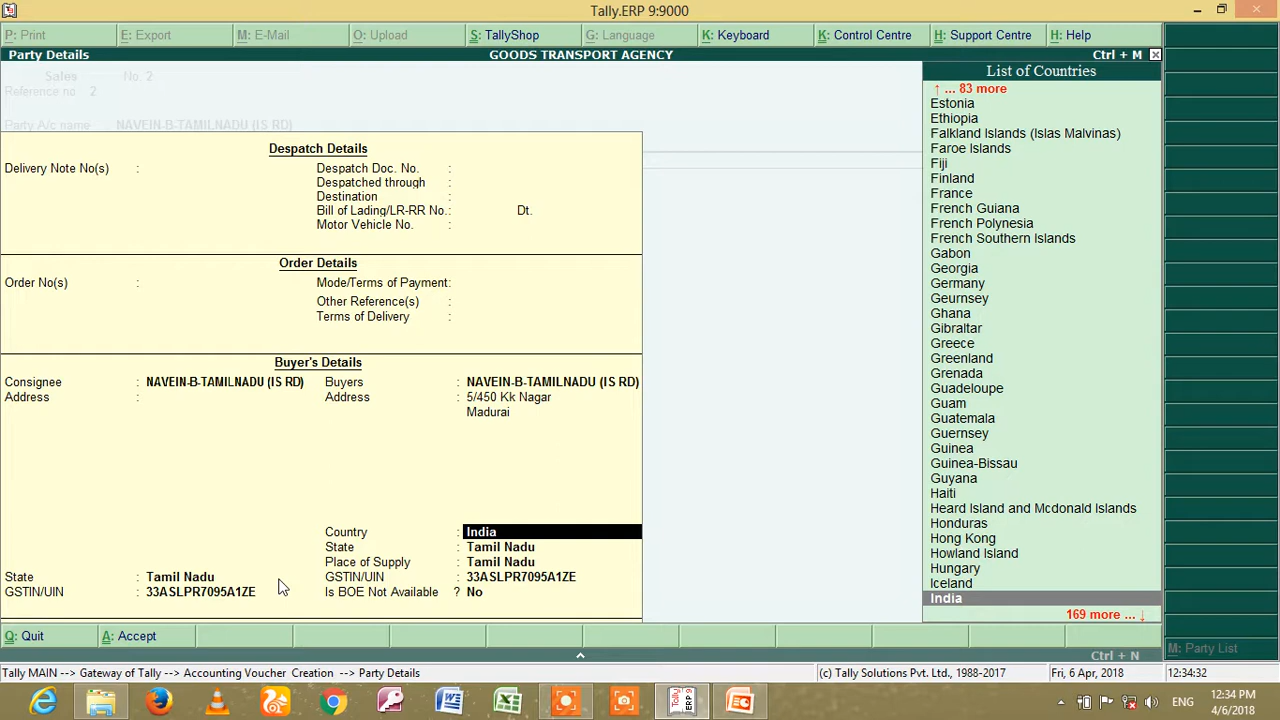 Tally.ERP 9:9000
P: Print E: Export M: E-Mail O: Upload S: TallyShop G: Language K: Keyboard K: Control Centre H: Support Centre H: Help
Party Details GOODS TRANSPORT AGENCY Ctrl + M
Sales No. 2
Reference no. 2
Party A/c name : NAVEIN-B-TAMILNADU (IS RD)
Despatch Details
Delivery Note No(s) : Despatch Doc. No. :
Despatched through :
Destination :
Bill of Lading/LR-RR No.: Dt.
Motor Vehicle No. :
Order Details
Order No(s) : Mode/Terms of Payment:
Other Reference(s) :
Terms of Delivery :
Buyer's Details
Consignee : NAVEIN-B-TAMILNADU (IS RD) Buyers : NAVEIN-B-TAMILNADU (IS RD)
Address : Address : 5/450 Kk Nagar
Madurai
Country : India
State : Tamil Nadu
Place of Supply : Tamil Nadu
State : Tamil Nadu GSTIN/UIN : 33ASLPR7095A1ZE
GSTIN/UIN : 33ASLPR7095A1ZE Is BOE Not Available ? No
List of Countries
↑ ... 83 more
Estonia
Ethiopia
Falkland Islands (Islas Malvinas)
Faroe Islands
Fiji
Finland
France
French Guiana
French Polynesia
French Southern Islands
Gabon
Georgia
Germany
Geurnsey
Ghana
Gibraltar
Greece
Greenland
Grenada
Guadeloupe
Guam
Guatemala
Guernsey
Guinea
Guinea-Bissau
Guyana
Haiti
Heard Island and Mcdonald Islands
Honduras
Hong Kong
Howland Island
Hungary
Iceland
India
169 more ... ↓
Q: Quit A: Accept
M: Party List
Ctrl + N
Tally MAIN --> Gateway of Tally --> Accounting Voucher Creation --> Party Details (c) Tally Solutions Pvt. Ltd., 1988-2017 Fri, 6 Apr, 2018 12:34:32
ENG 12:34 PM
4/6/2018